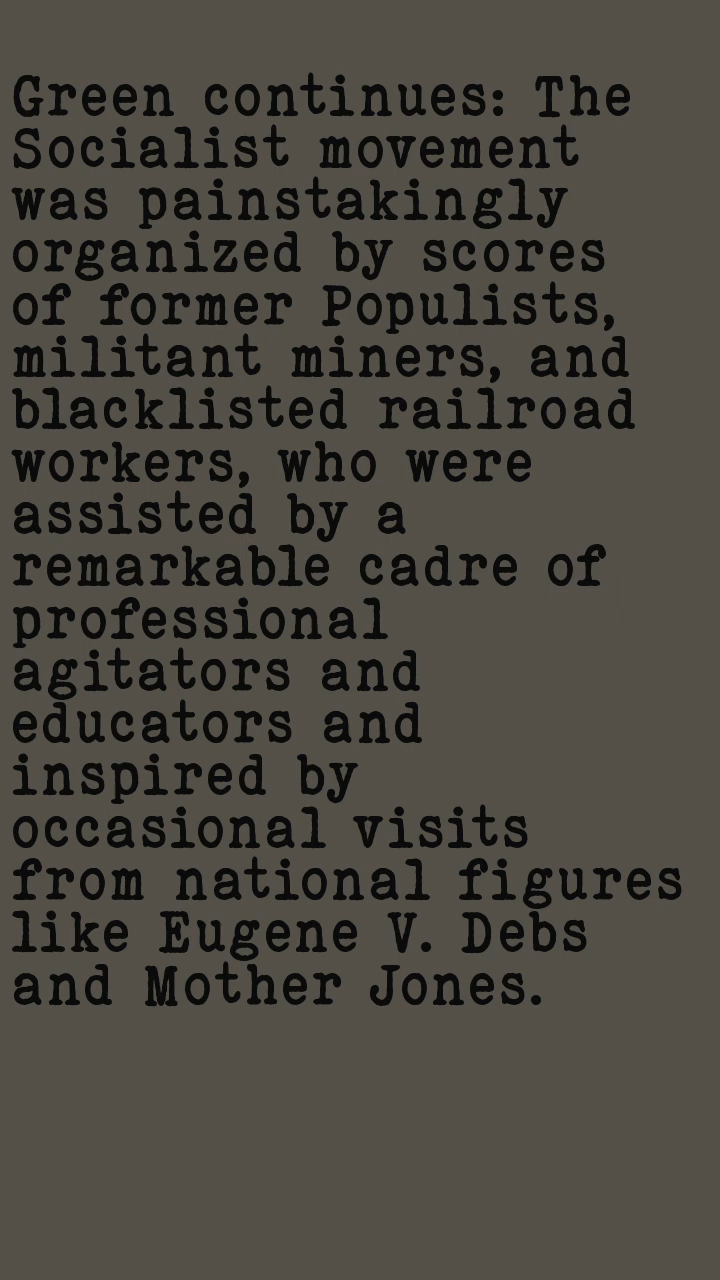 Green continues: The
Socialist movement
was painstakingly
organized by scores
of former Populists,
militant miners, and
blacklisted railroad
workers, who were
assisted by a
remarkable cadre of
professional
agitators and
educators and
inspired by
occasional visits
from national figures
like Eugene V. Debs
and Mother Jones.